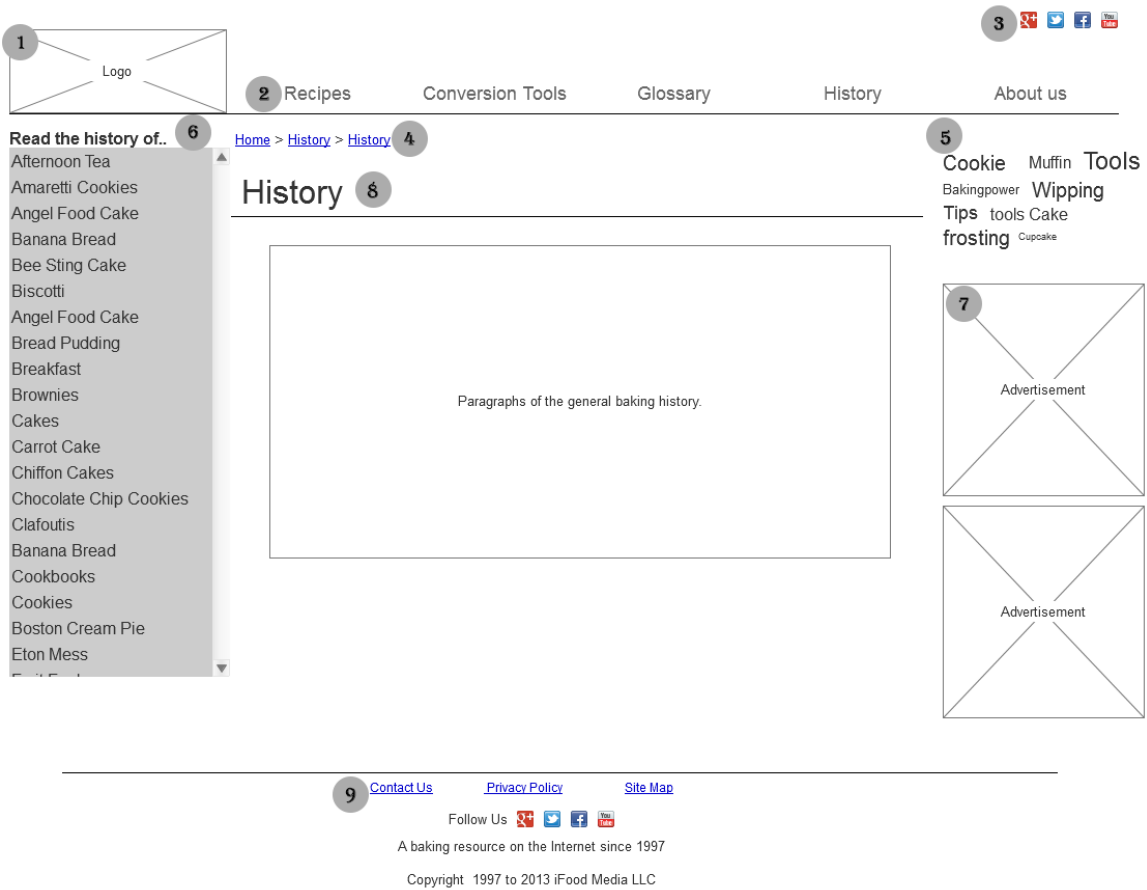 3
1
Logo
2 Recipes Conversion Tools Glossary History About us
Read the history of.. 6
Afternoon Tea
Amaretti Cookies
Angel Food Cake
Banana Bread
Bee Sting Cake
Biscotti
Angel Food Cake
Bread Pudding
Breakfast
Brownies
Cakes
Carrot Cake
Chiffon Cakes
Chocolate Chip Cookies
Clafoutis
Banana Bread
Cookbooks
Cookies
Boston Cream Pie
Eton Mess
Home > History > History 4
History 8
Paragraphs of the general baking history.
5
Cookie Muffin Tools
Bakingpower Wipping
Tips tools Cake
frosting Cupcake
7
Advertisement
Advertisement
9 Contact Us Privacy Policy Site Map
Follow Us
A baking resource on the Internet since 1997
Copyright 1997 to 2013 iFood Media LLC